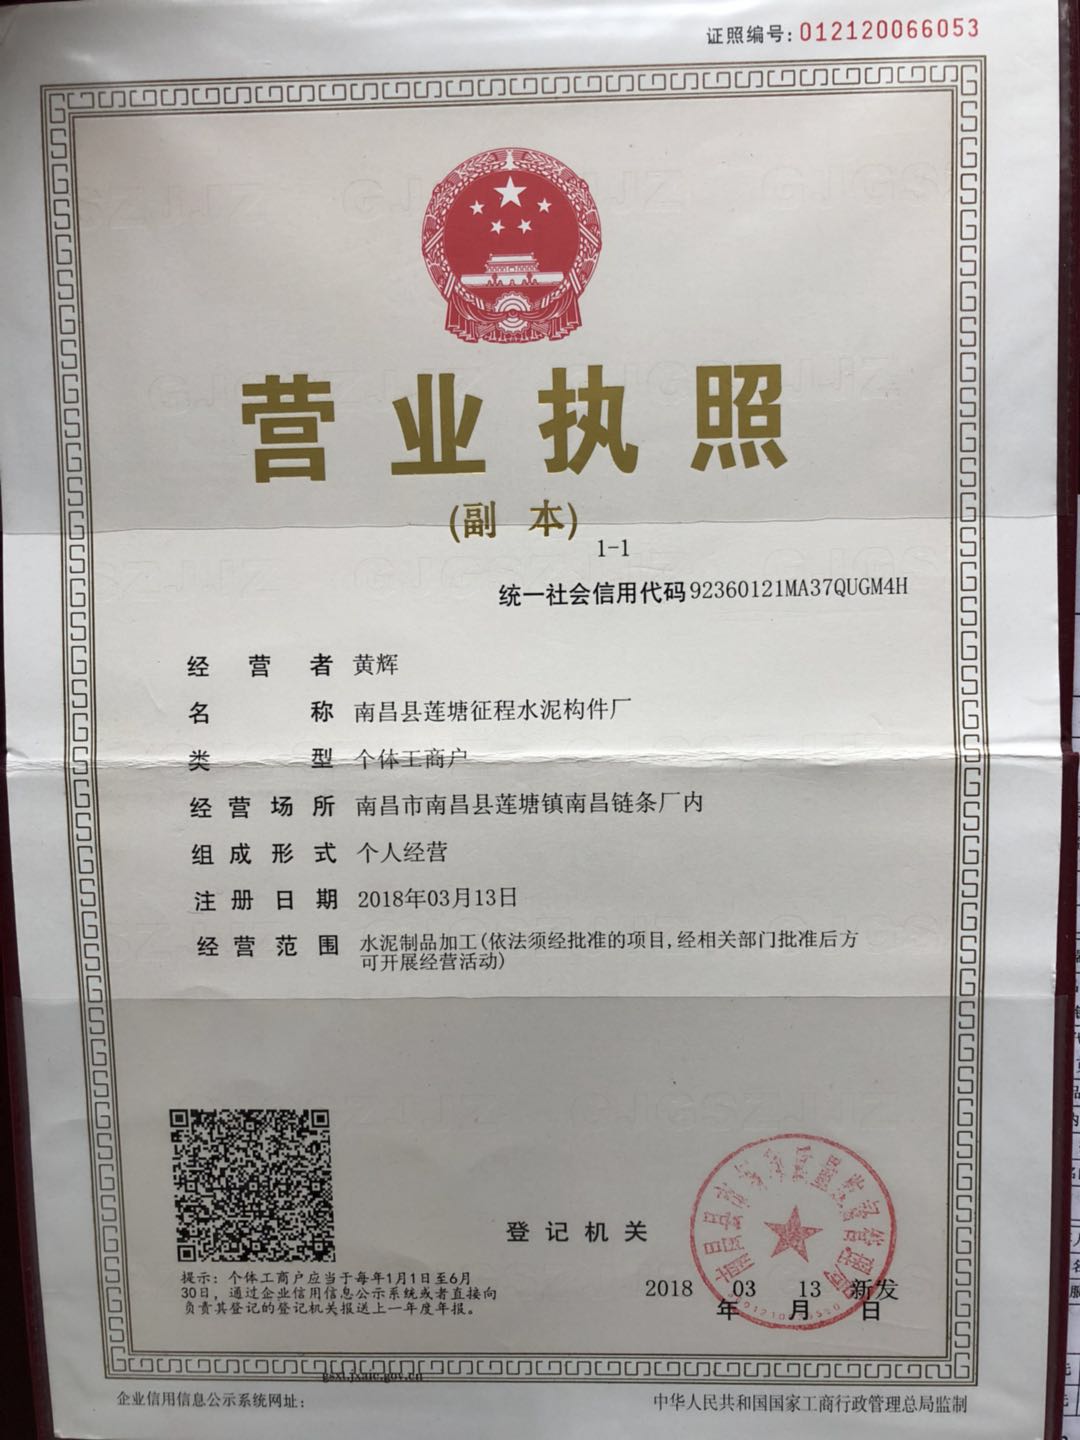 证照编号:012120066053
营业执照
(副 本)
1-1
统一社会信用代码92360121MA37QUGM4H
经营者 黄辉
名称 南昌县莲塘征程水泥构件厂
类型 个体工商户
经营场所 南昌市南昌县莲塘镇南昌链条厂内
组成形式 个人经营
注册日期 2018年03月13日
经营范围 水泥制品加工(依法须经批准的项目,经相关部门批准后方
可开展经营活动)
登记机关
提示:个体工商户应当于每年1月1日至6月
30日,通过企业信用信息公示系统或者直接向
负责其登记的登记机关报送上一年度年报。
2018 03 13 新发
年 月 日
gsxt.jxaic.gov.cn
企业信用信息公示系统网址:
中华人民共和国国家工商行政管理总局监制